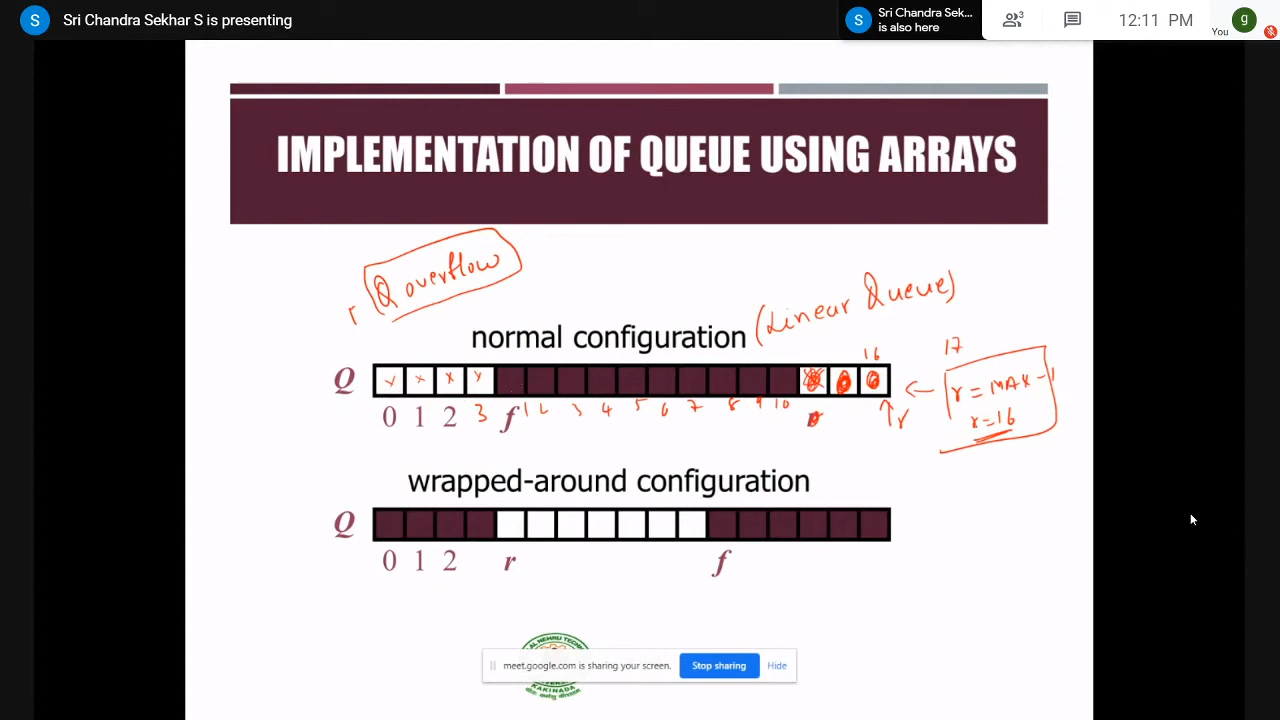 S Sri Chandra Sekhar S is presenting
S Sri Chandra Sek... is also here
3
12:11 PM
g
You
IMPLEMENTATION OF QUEUE USING ARRAYS
r Q overflow
(Linear Queue)
normal configuration
16
17
Q x x x x
r = MAX - 1
r = 16
0 1 2 3 f 1 2 3 4 5 6 7 8 9 10 r
r
wrapped-around configuration
Q
0 1 2 r f
meet.google.com is sharing your screen. Stop sharing Hide
KAKINADA